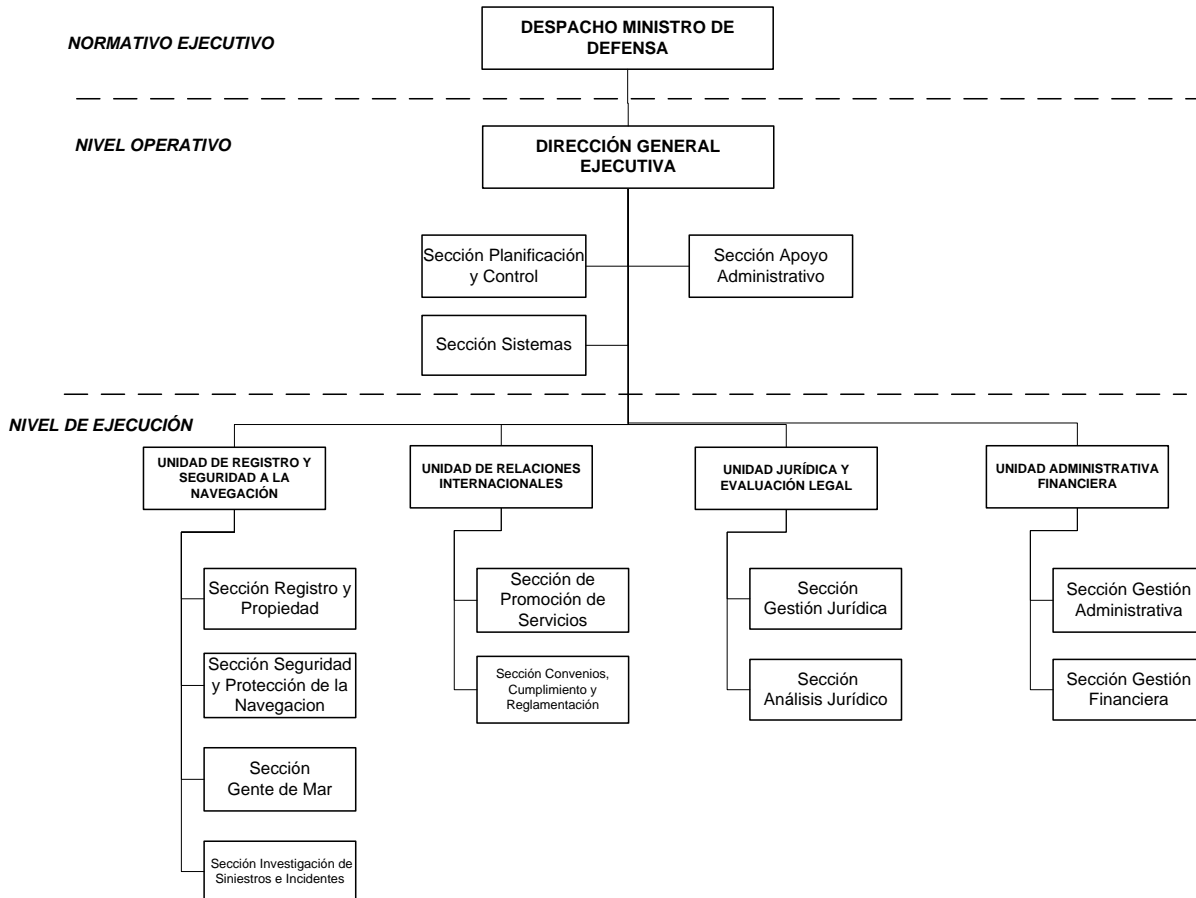 NORMATIVO EJECUTIVO
DESPACHO MINISTRO DE
DEFENSA
NIVEL OPERATIVO
DIRECCIÓN GENERAL
EJECUTIVA
Sección Planificación
y Control
Sección Apoyo
Administrativo
Sección Sistemas
NIVEL DE EJECUCIÓN
UNIDAD DE REGISTRO Y
SEGURIDAD A LA
NAVEGACIÓN
UNIDAD DE RELACIONES
INTERNACIONALES
UNIDAD JURÍDICA Y
EVALUACIÓN LEGAL
UNIDAD ADMINISTRATIVA
FINANCIERA
Sección Registro y
Propiedad
Sección de
Promoción de
Servicios
Sección
Gestión Jurídica
Sección Gestión
Administrativa
Sección Seguridad
y Protección de la
Navegacion
Sección Convenios,
Cumplimiento y
Reglamentación
Sección
Análisis Jurídico
Sección Gestión
Financiera
Sección
Gente de Mar
Sección Investigación de
Siniestros e Incidentes